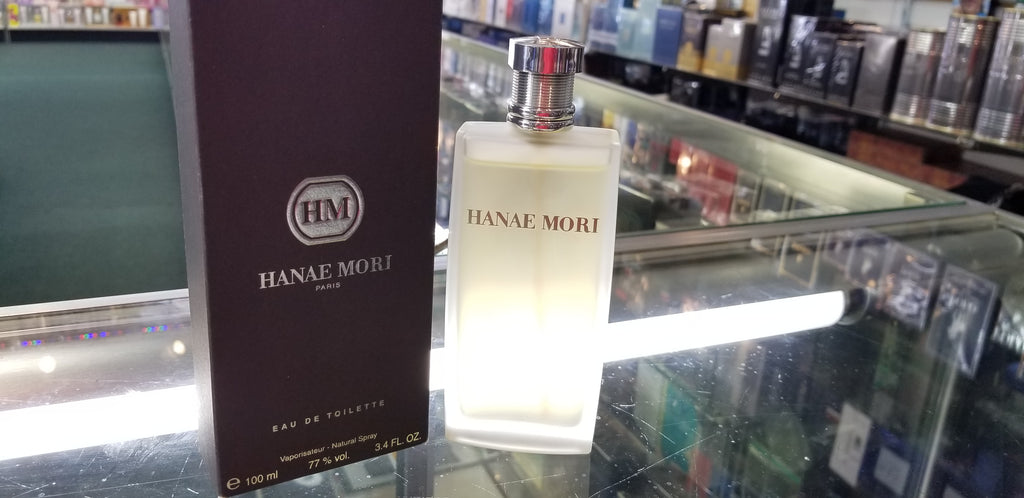 HM
HANAE MORI
PARIS
EAU DE TOILETTE
Vaporisateur - Natural Spray
77 % vol.
℮ 100 ml
3.4 FL. OZ.
HANAE MORI